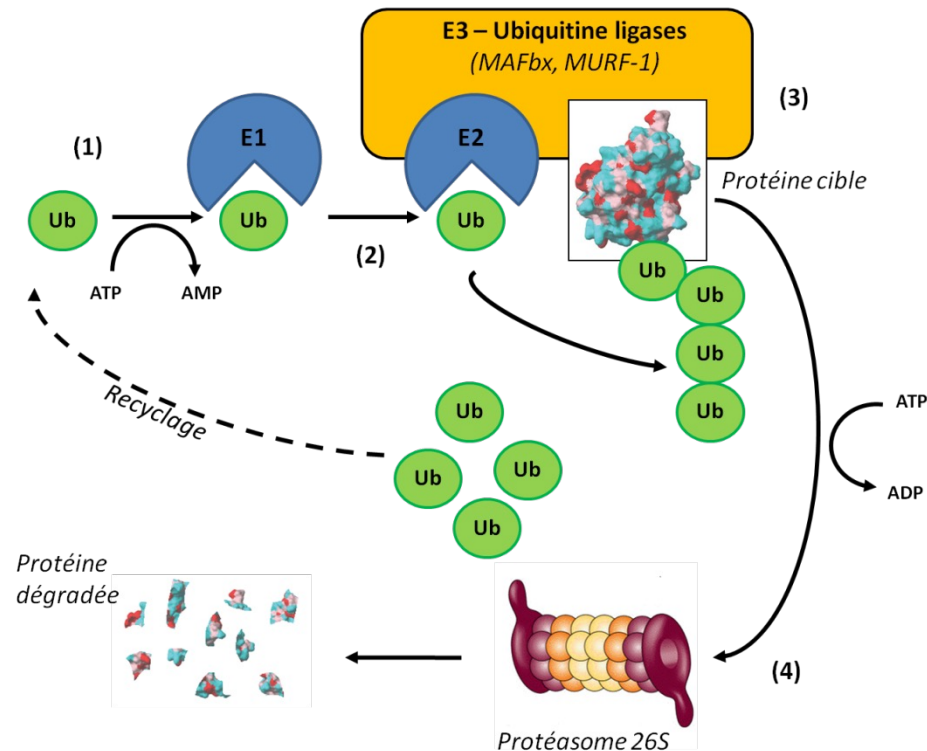 E3 – Ubiquitine ligases
(MAFbx, MURF-1)
(3)
(1)
E1
E2
Protéine cible
Ub
Ub
Ub
(2)
ATP
AMP
Ub
Ub
Ub
Ub
Recyclage
Ub
Ub
Ub
Ub
ATP
ADP
Protéine
dégradée
(4)
Protéasome 26S